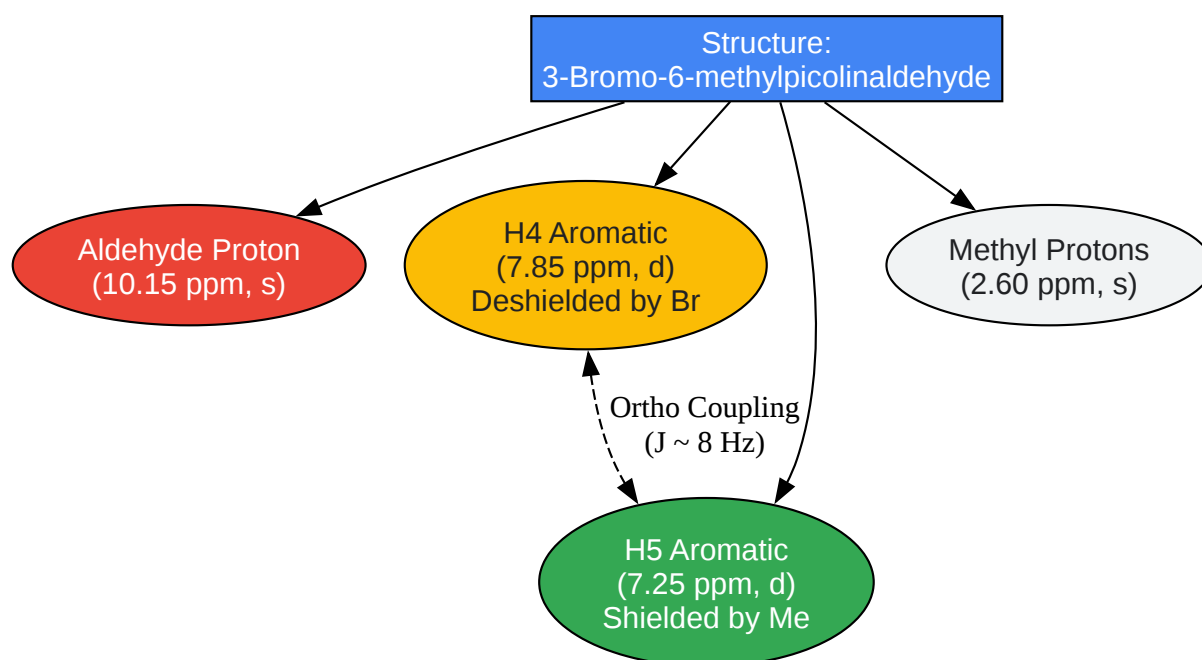 Structure:
3-Bromo-6-methylpicolinaldehyde
Aldehyde Proton
(10.15 ppm, s)
H4 Aromatic
(7.85 ppm, d)
Deshielded by Br
Methyl Protons
(2.60 ppm, s)
Ortho Coupling
(J ~ 8 Hz)
H5 Aromatic
(7.25 ppm, d)
Shielded by Me